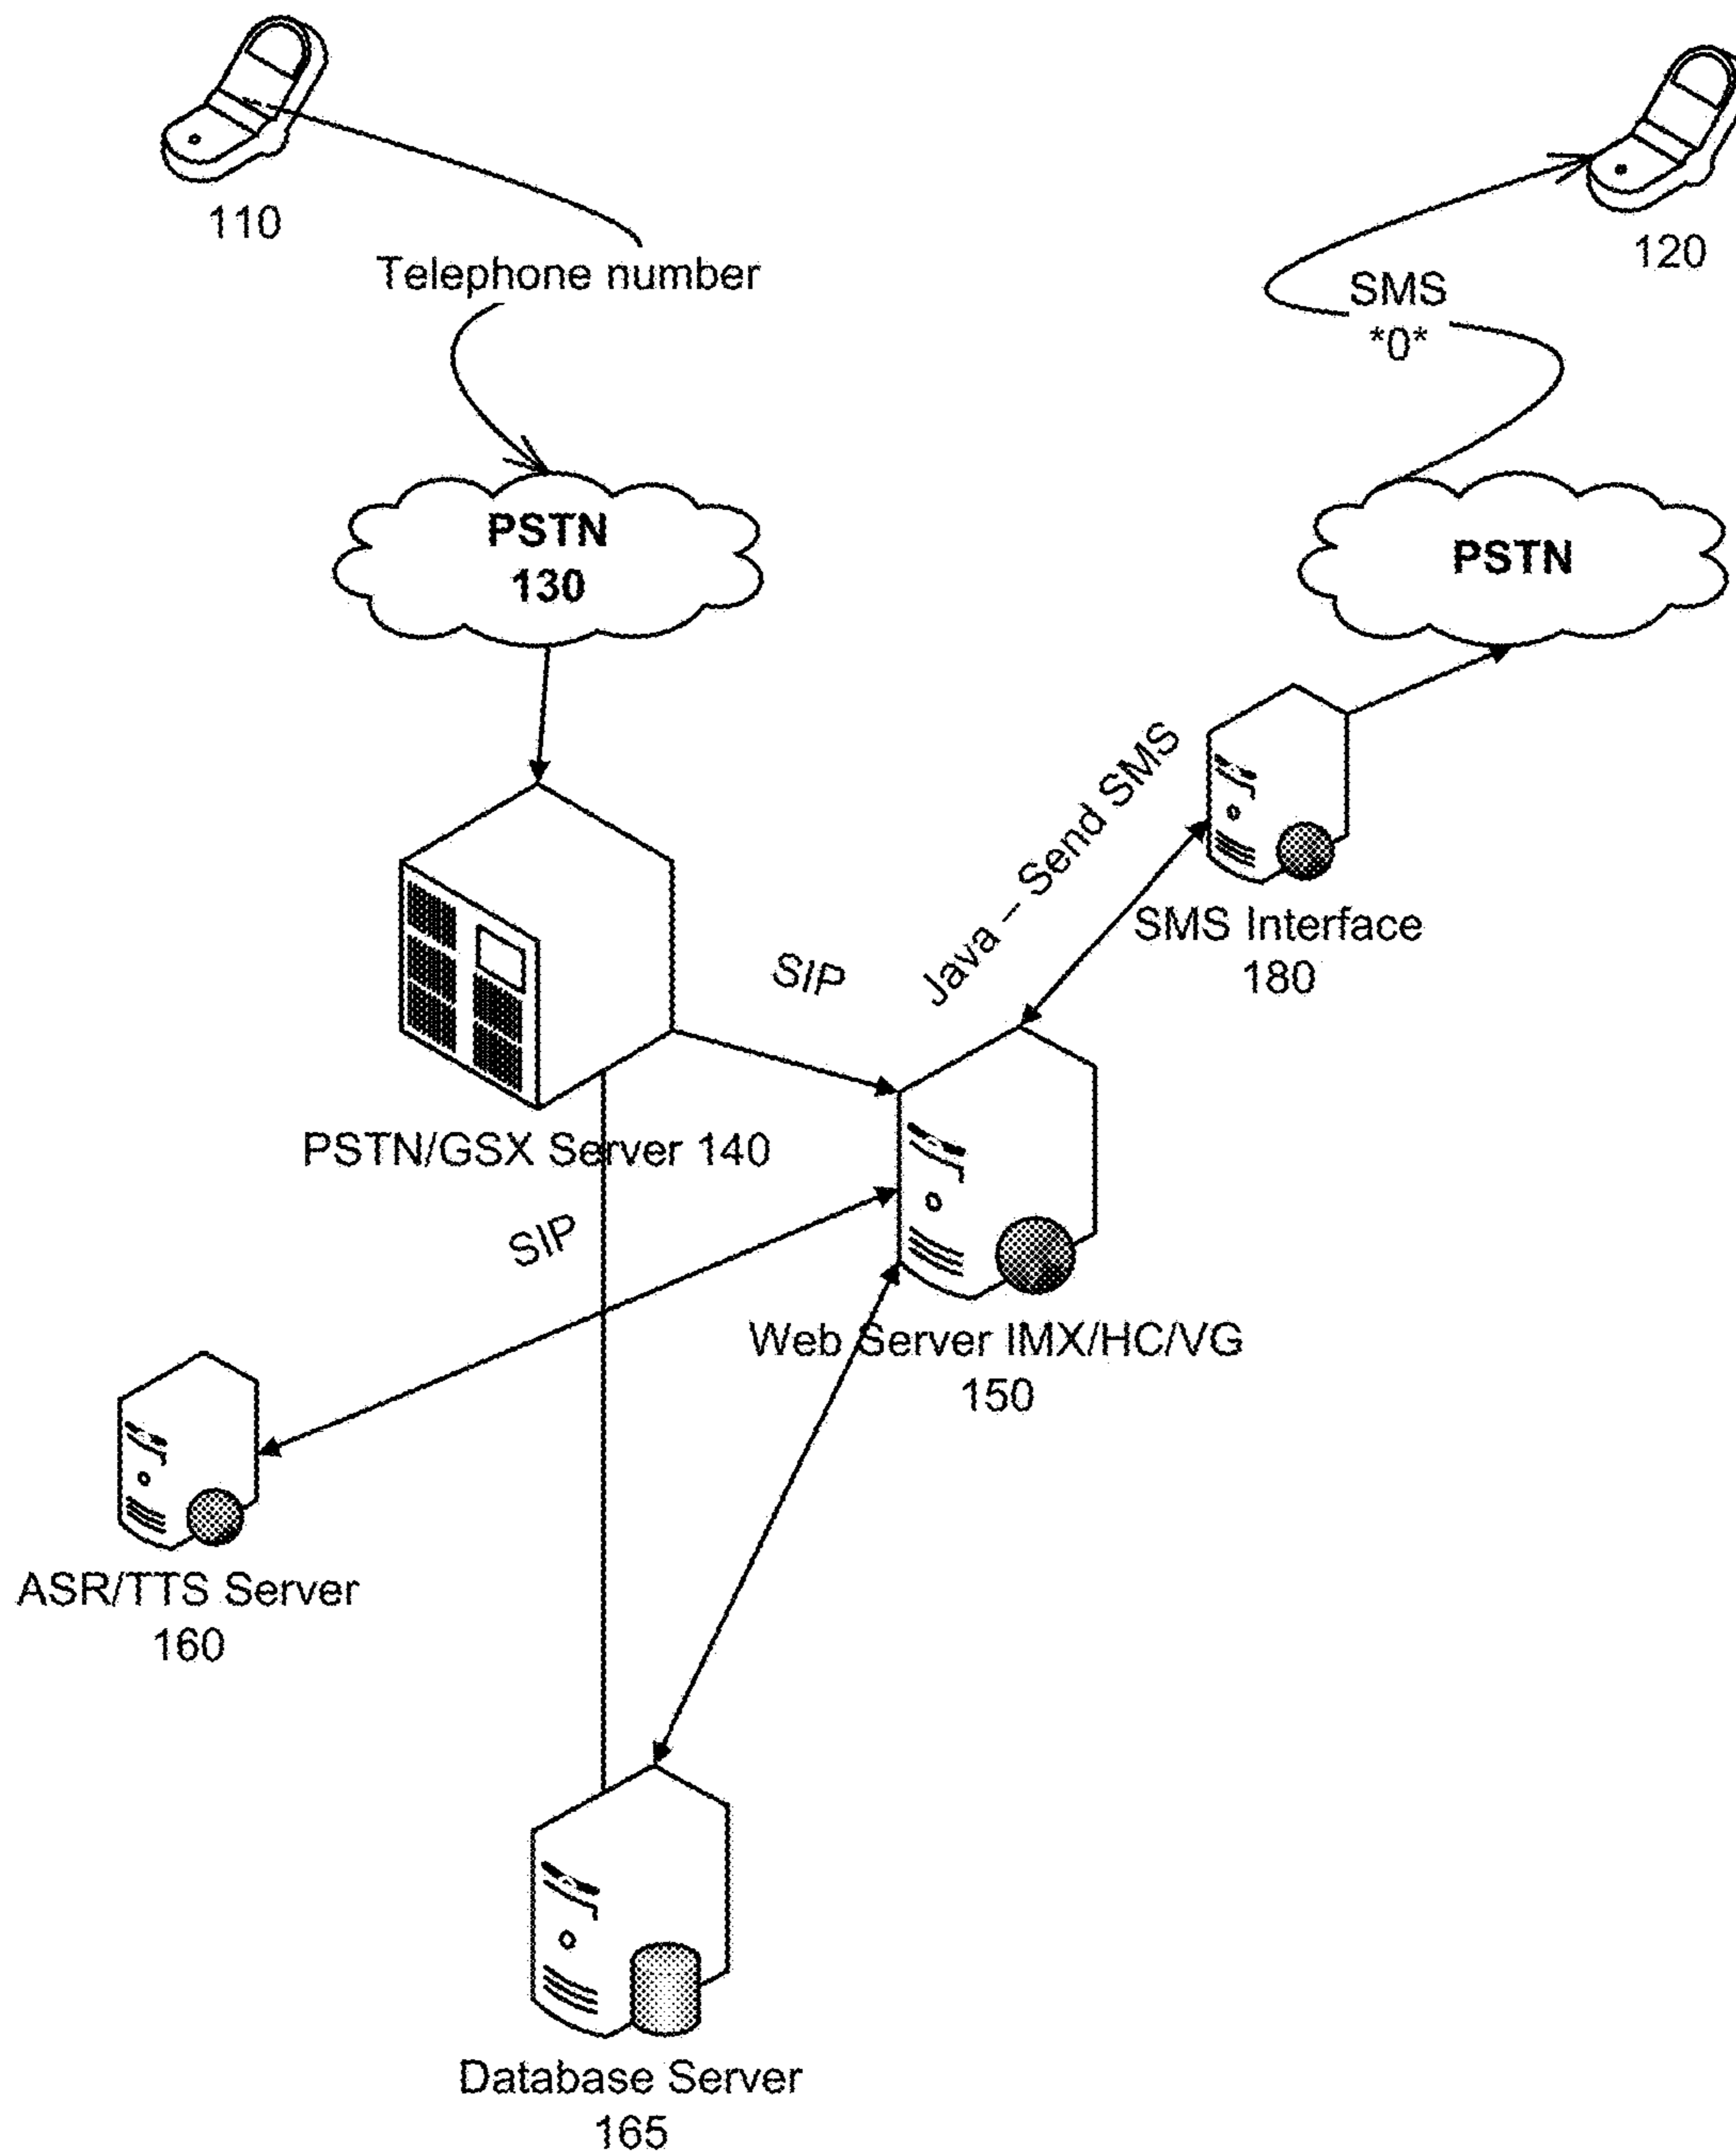 110
120
Telephone number
SMS
*0*
PSTN
130
PSTN
Java – Send SMS
SMS Interface
180
SIP
PSTN/GSX Server 140
SIP
Web Server IMX/HC/VG
150
ASR/TTS Server
160
Database Server
165